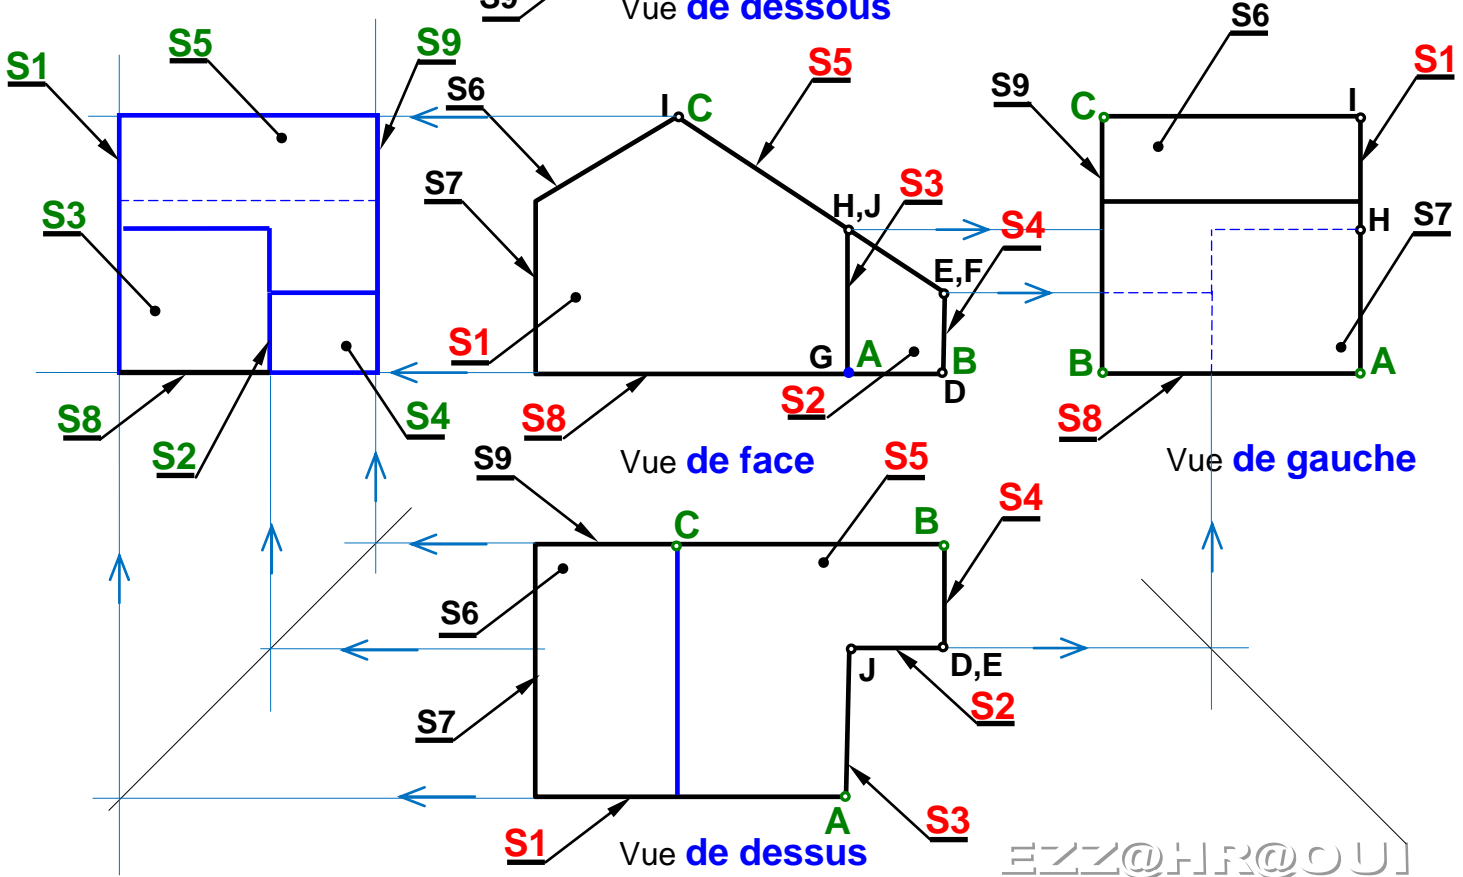 S9
Vue de dessous
S6
S1
S5
S9
S5
S6
I
C
S9
C
I
S1
S7
S3
S3
H,J
S4
E,F
H
S7
S1
G
A
B
D
S2
B
A
S8
S2
S4
S8
S8
Vue de face
Vue de gauche
S9
S5
S4
C
B
S6
J
D,E
S7
S2
A
S1
S3
Vue de dessus
EZZ@HR@OUI